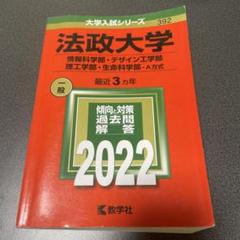 大学入試シリーズ 392
法政大学
情報科学部・デザイン工学部
理工学部・生命科学部-A方式
一般
最近3カ年
傾向と対策
過去問
解答
2022
教学社